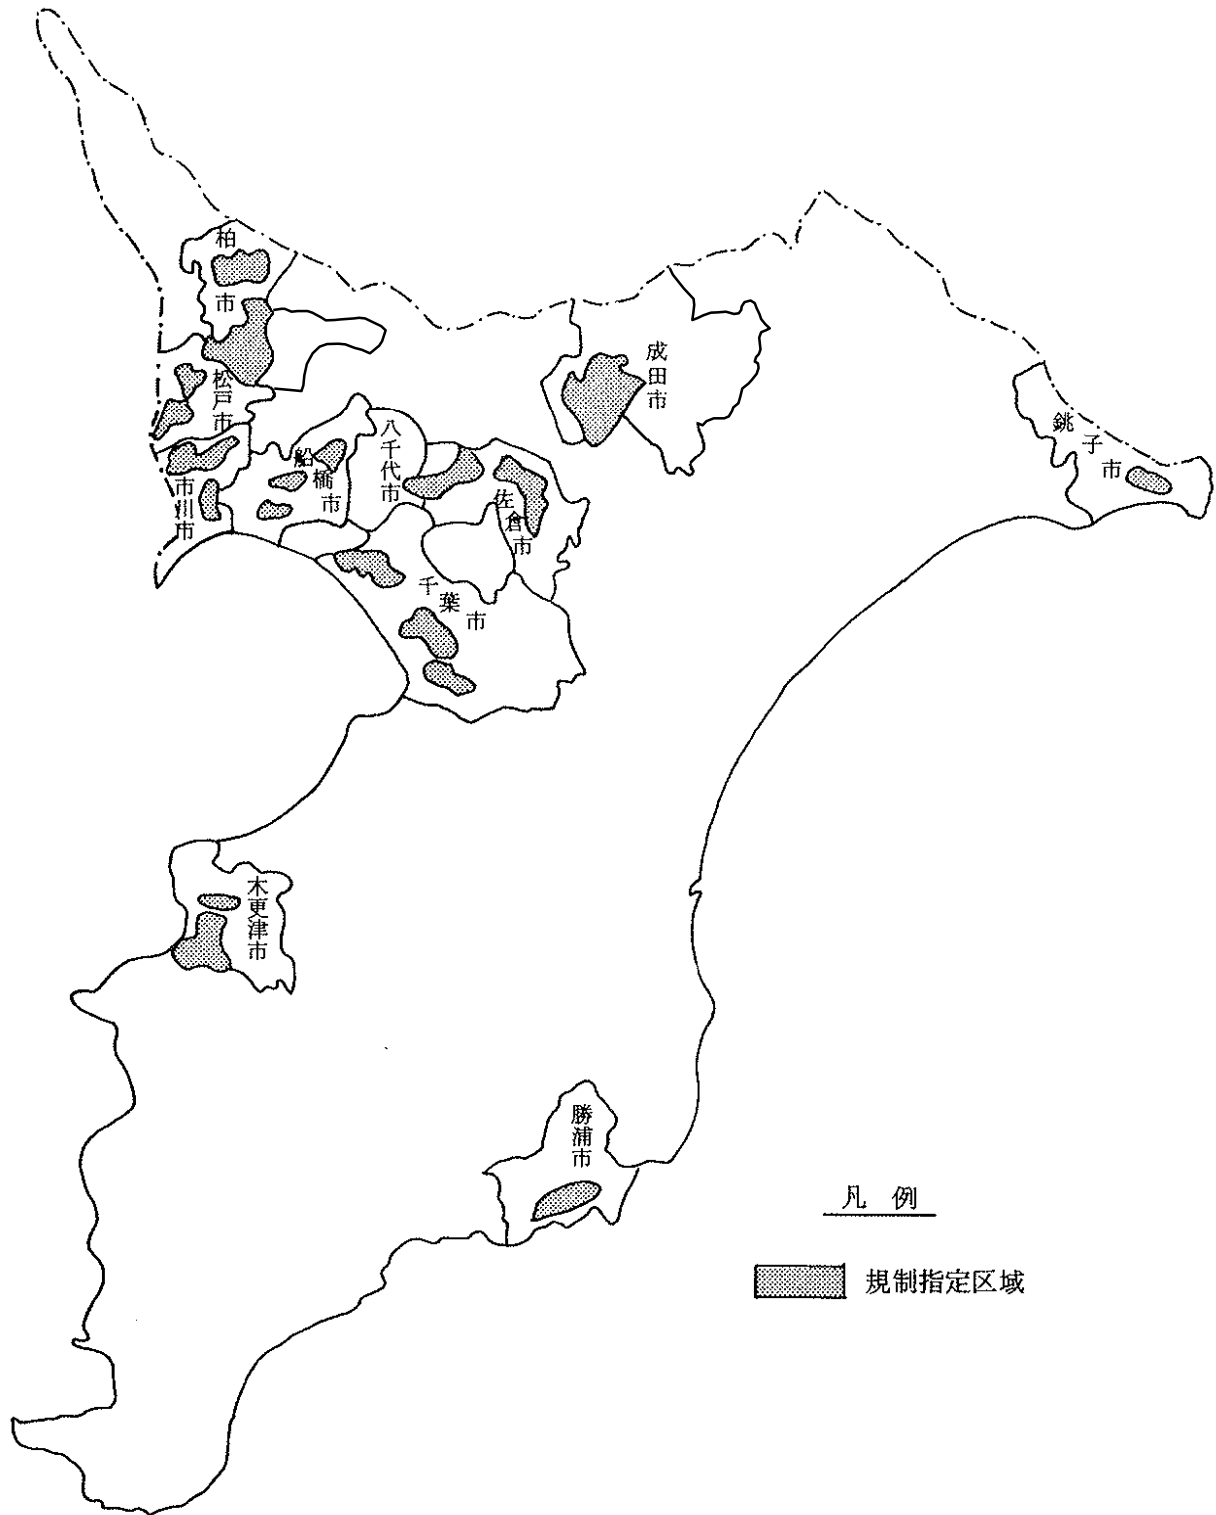 柏市
松戸市
市川市
船橋市
八千代市
佐倉市
千葉市
成田市
銚子市
木更津市
勝浦市
凡例
規制指定区域